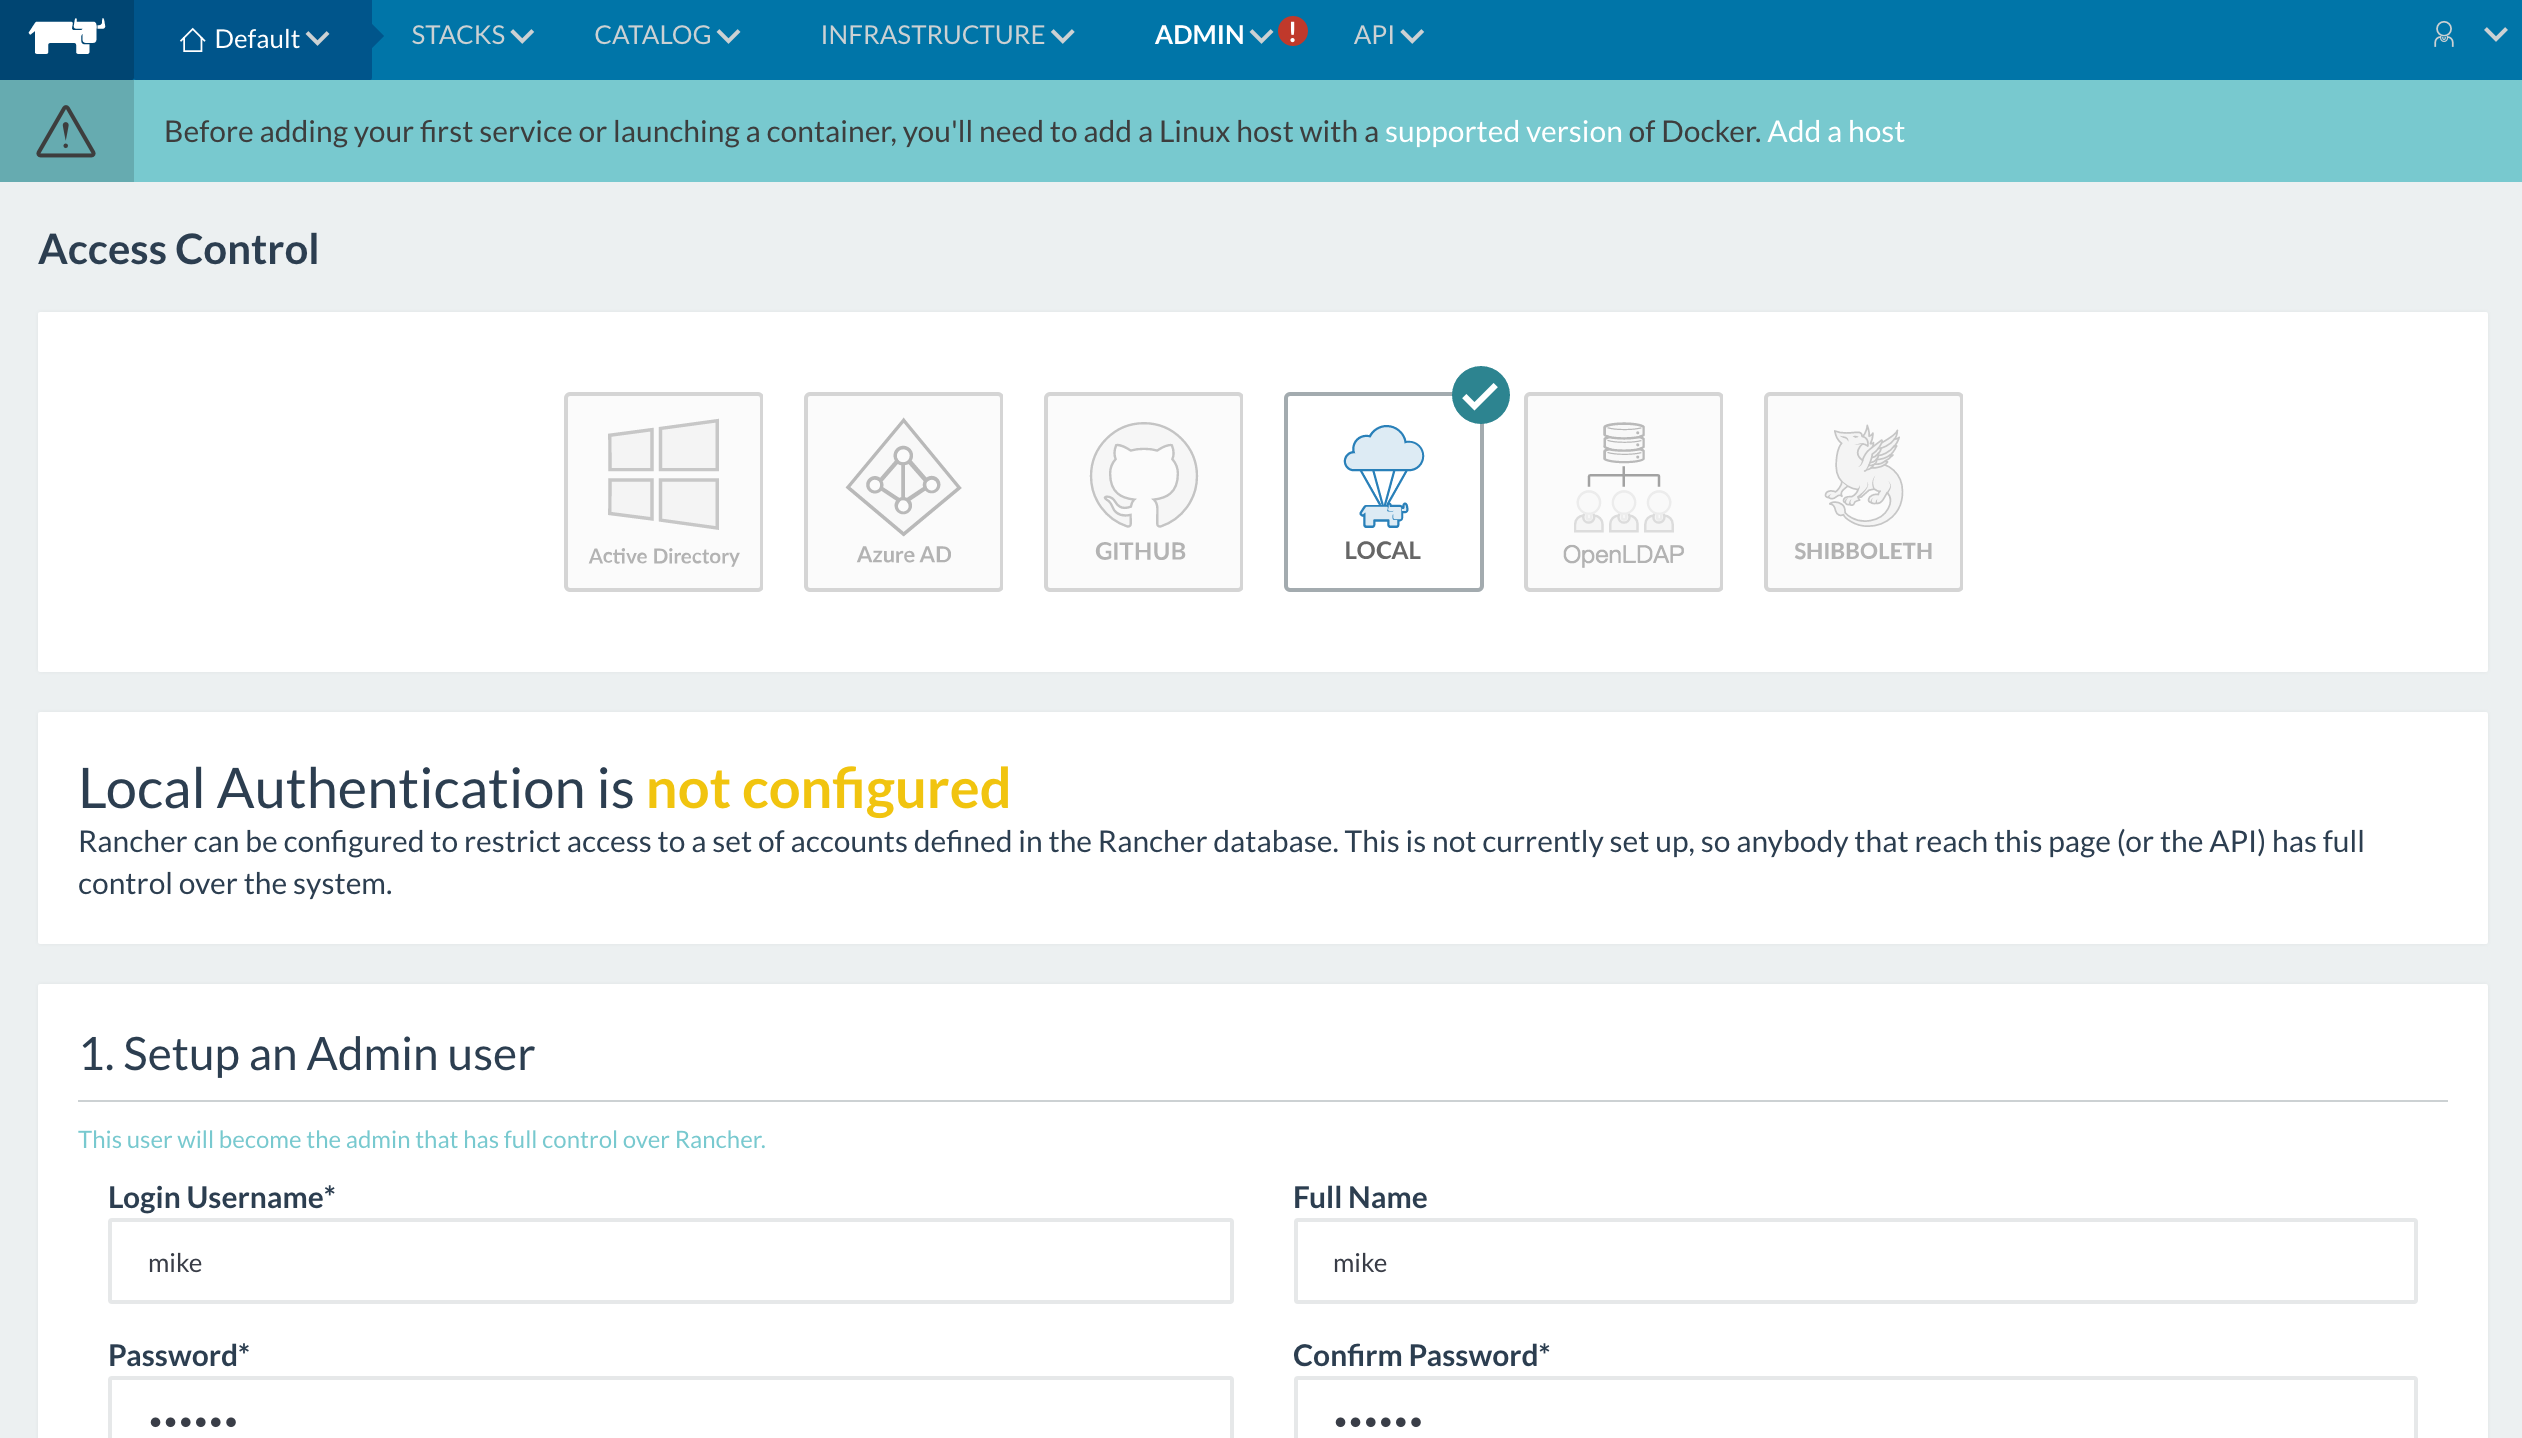 Default STACKS CATALOG INFRASTRUCTURE ADMIN ! API
Before adding your first service or launching a container, you'll need to add a Linux host with a supported version of Docker. Add a host
Access Control
Active Directory Azure AD GITHUB LOCAL OpenLDAP SHIBBOLETH
Local Authentication is not configured
Rancher can be configured to restrict access to a set of accounts defined in the Rancher database. This is not currently set up, so anybody that reach this page (or the API) has full
control over the system.
1. Setup an Admin user
This user will become the admin that has full control over Rancher.
Login Username* Full Name
mike mike
Password* Confirm Password*
•••••• ••••••